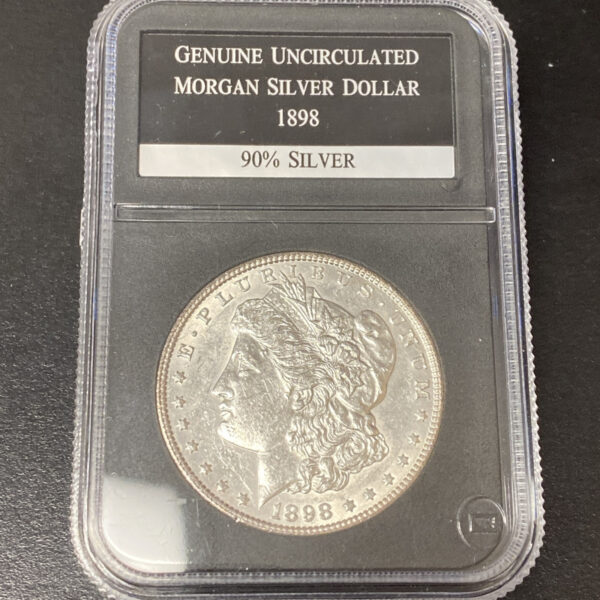 GENUINE UNCIRCULATED
MORGAN SILVER DOLLAR
1898
90% SILVER
E · PLURIBUS · UNUM
1898